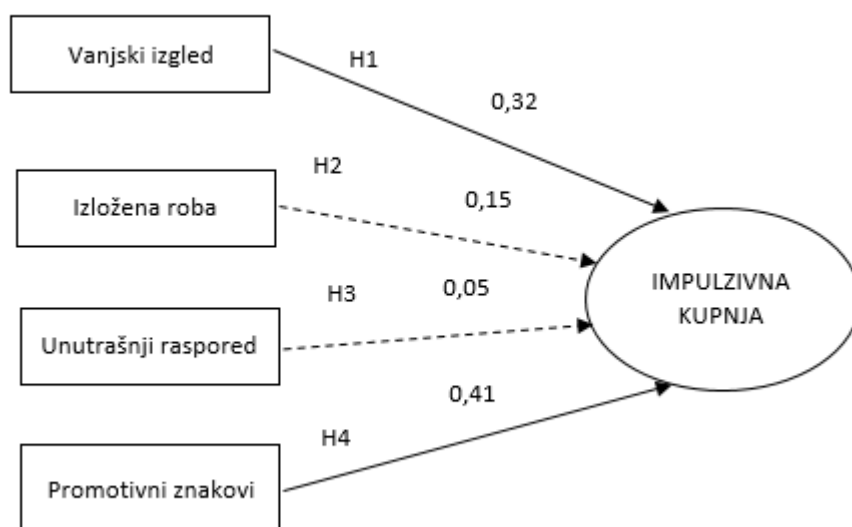 Vanjski izgled
H1
0,32
H2
Izložena roba
0,15
H3
0,05
IMPULZIVNA
KUPNJA
Unutrašnji raspored
0,41
H4
Promotivni znakovi